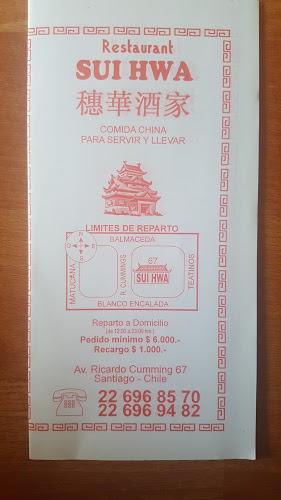 Restaurant
SUI HWA
穗華酒家
COMIDA CHINA
PARA SERVIR Y LLEVAR
LIMITES DE REPARTO
N
O
E
S
BALMACEDA
MATUCANA
R. CUMMINGS
67
SUI HWA
TEATINOS
BLANCO ENCALADA
Reparto a Domicilio
Pedido mínimo $ 6.000.-
Recargo $ 1.000.-
Av. Ricardo Cumming 67
Santiago - Chile
22 696 85 70
22 696 94 82